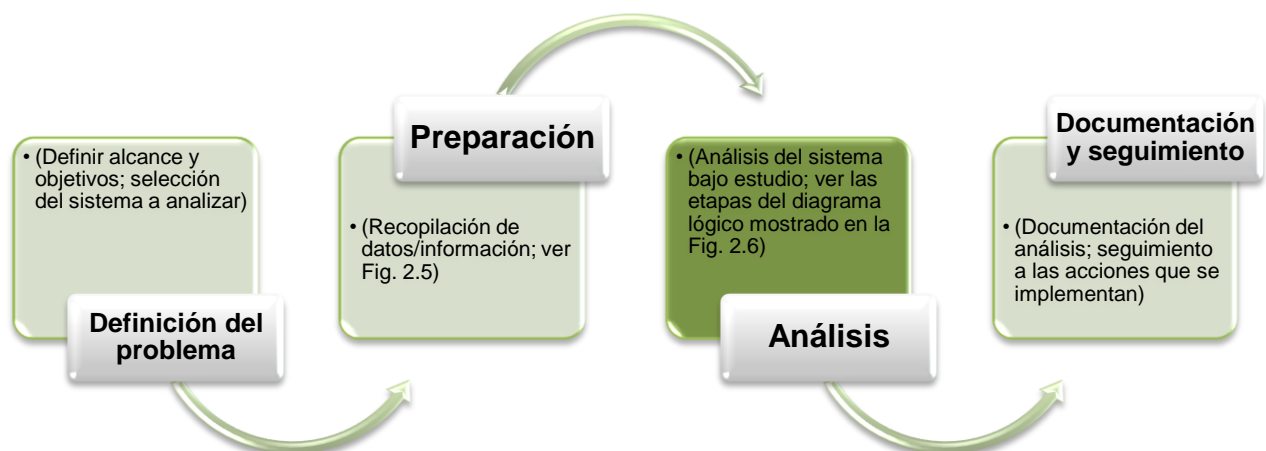 • (Definir alcance y
objetivos; selección
del sistema a analizar)
Definición del
problema
Preparación
• (Recopilación de
datos/información; ver
Fig. 2.5)
• (Análisis del sistema
bajo estudio; ver las
etapas del diagrama
lógico mostrado en la
Fig. 2.6)
Análisis
Documentación
y seguimiento
• (Documentación del
análisis; seguimiento
a las acciones que se
implementan)